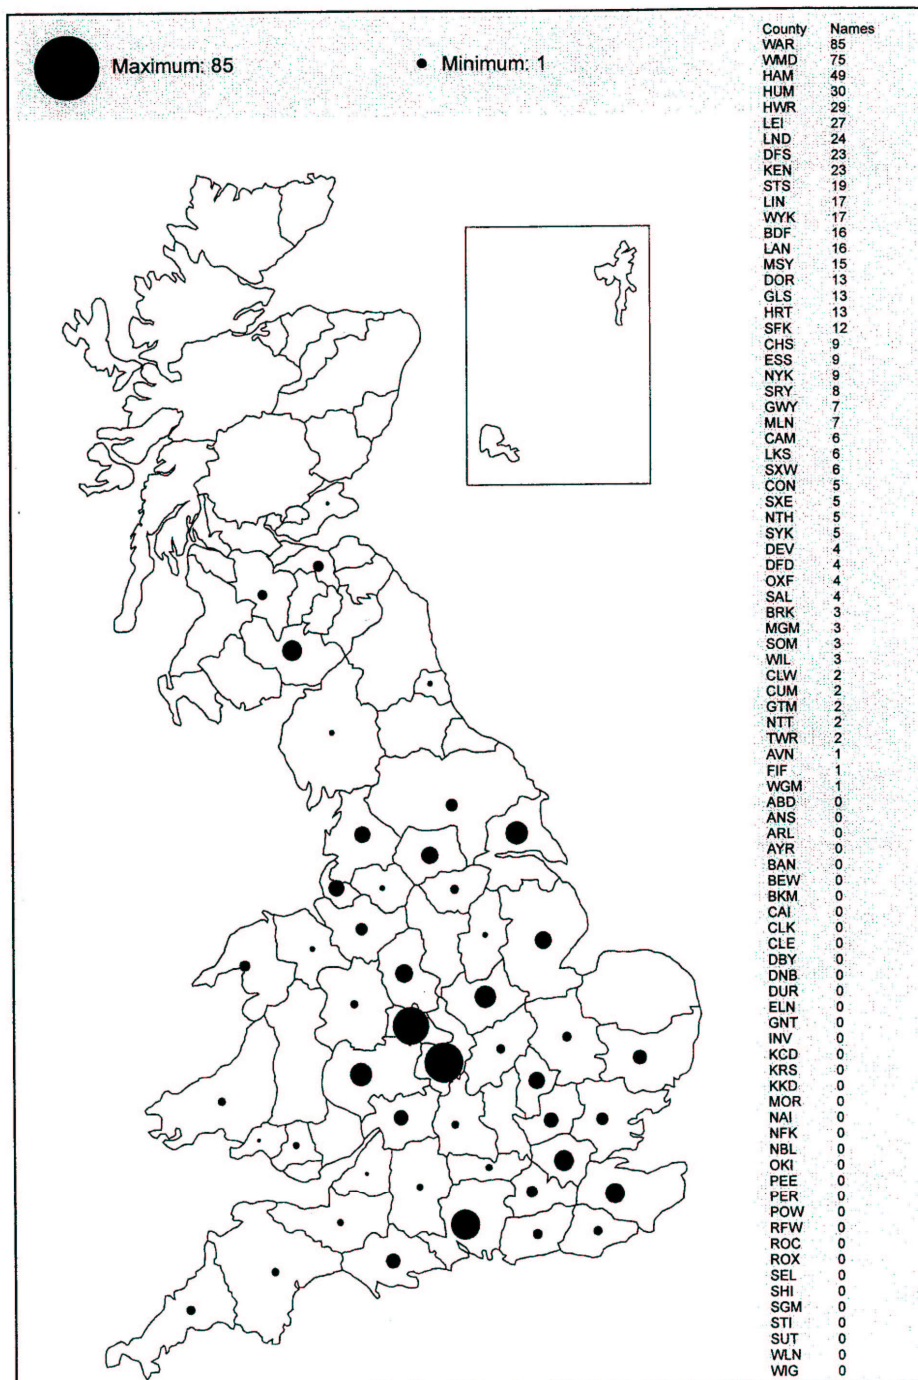 Maximum: 85
Minimum: 1
County Names
WAR 85
WMD 75
HAM 49
HUM 30
HWR 29
LEI 27
LND 24
DFS 23
KEN 23
STS 19
LIN 17
WYK 17
BDF 16
LAN 16
MSY 15
DOR 13
GLS 13
HRT 13
SFK 12
CHS 9
ESS 9
NYK 9
SRY 8
GWY 7
MLN 7
CAM 6
LKS 6
SXW 6
CON 5
SXE 5
NTH 5
SYK 5
DEV 4
DFD 4
OXF 4
SAL 4
BRK 3
MGM 3
SOM 3
WIL 3
CLW 2
CUM 2
GTM 2
NTT 2
TWR 2
AVN 1
FIF 1
WGM 1
ABD 0
ANS 0
ARL 0
AYR 0
BAN 0
BEW 0
BKM 0
CAI 0
CLK 0
CLE 0
DBY 0
DNB 0
DUR 0
ELN 0
GNT 0
INV 0
KCD 0
KRS 0
KKD 0
MOR 0
NAI 0
NFK 0
NBL 0
OKI 0
PEE 0
PER 0
POW 0
RFW 0
ROC 0
ROX 0
SEL 0
SHI 0
SGM 0
STI 0
SUT 0
WLN 0
WIG 0